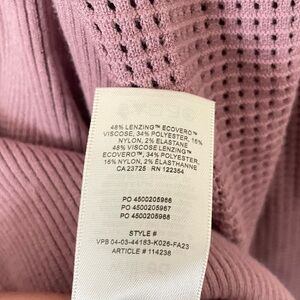 48% LENZING™ ECOVERO™
VISCOSE, 34% POLYESTER, 16%
NYLON, 2% ELASTANE
48% VISCOSE LENZING™
ECOVERO™, 34% POLYESTER,
16% NYLON, 2% ELASTHANNE
CA 23725 RN 122354
PO 4500205966
PO 4500205967
PO 4500205968
STYLE #
VPB 04-03-44183-K026-FA23
ARTICLE # 114238